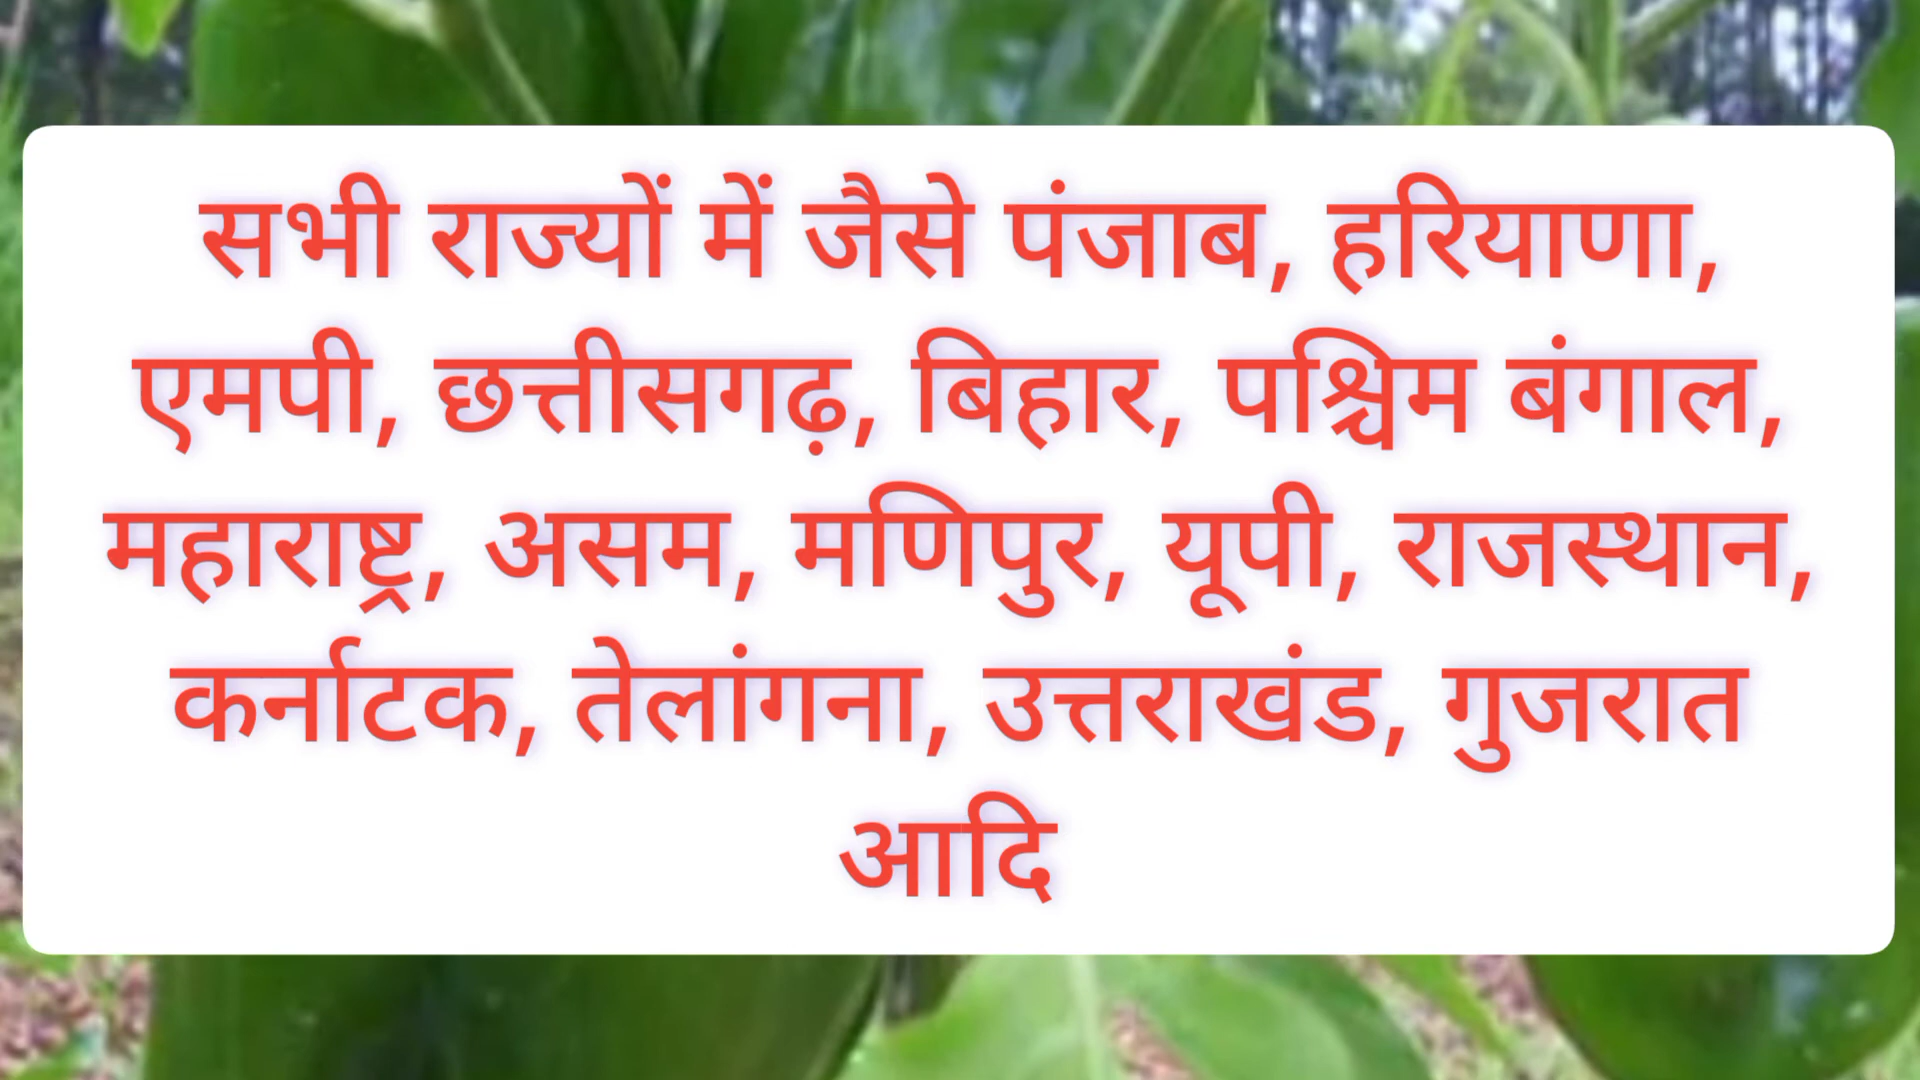 सभी राज्यों में जैसे पंजाब, हरियाणा,
एमपी, छत्तीसगढ़, बिहार, पश्चिम बंगाल,
महाराष्ट्र, असम, मणिपुर, यूपी, राजस्थान,
कर्नाटक, तेलांगना, उत्तराखंड, गुजरात
आदि